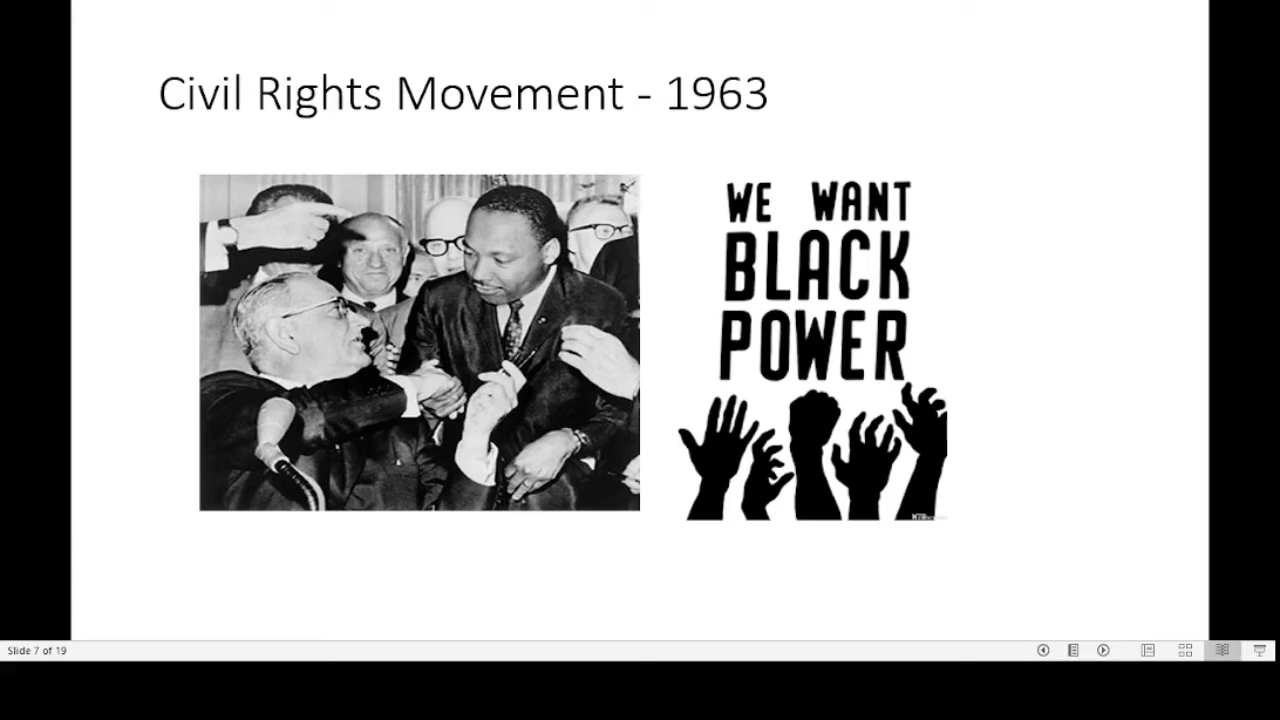 Civil Rights Movement - 1963
WE WANT
BLACK
POWER
Slide 7 of 19